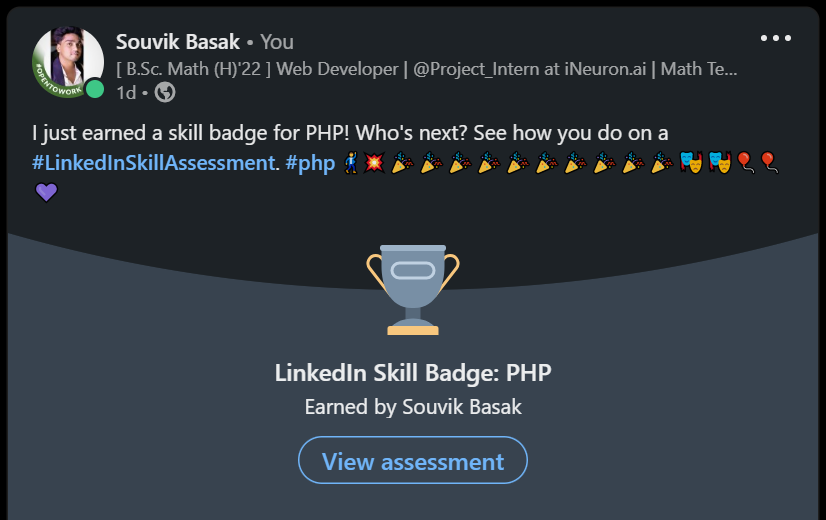 Souvik Basak • You
[ B.Sc. Math (H)'22 ] Web Developer | @Project_Intern at iNeuron.ai | Math Te...
1d •
#OPENTOWORK
I just earned a skill badge for PHP! Who's next? See how you do on a
#LinkedInSkillAssessment. #php 🕺💥🎉🎉🎉🎉🎉🎉🎉🎉🎉🎉🎭🎭🎈🎈
💜
LinkedIn Skill Badge: PHP
Earned by Souvik Basak
View assessment